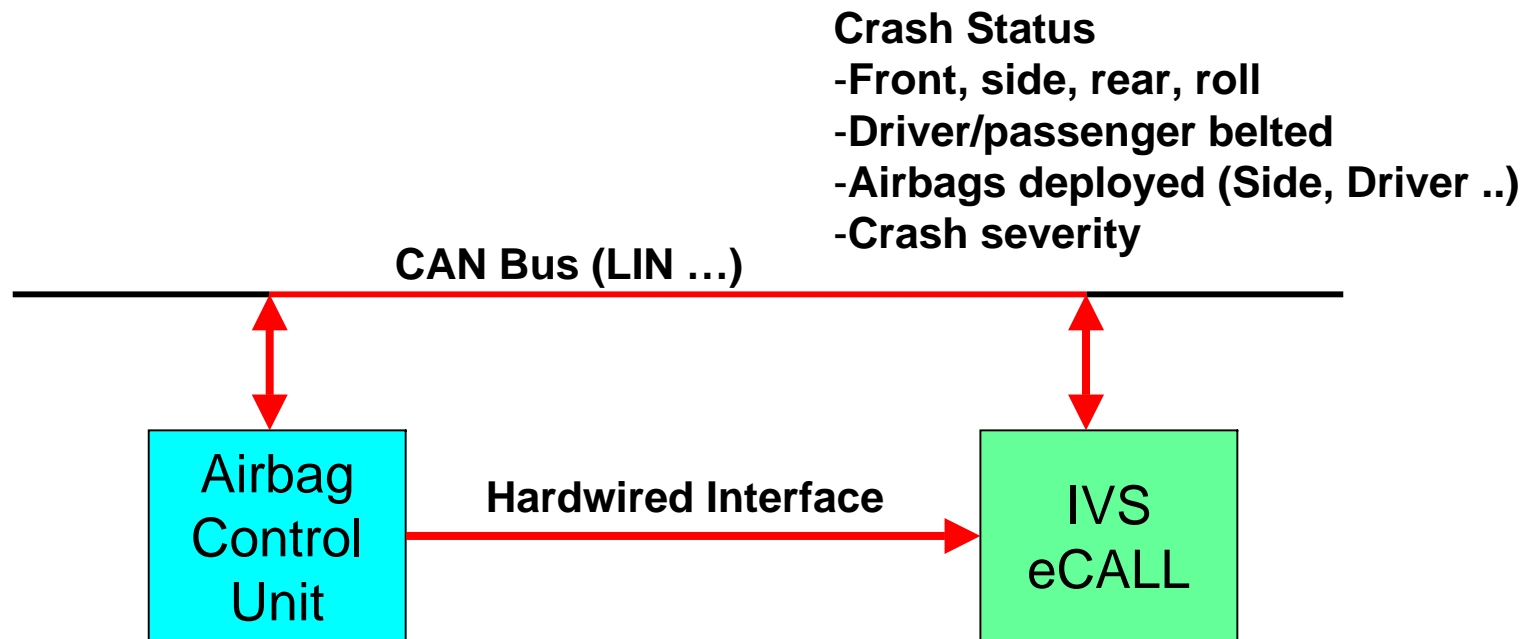 Crash Status
-Front, side, rear, roll
-Driver/passenger belted
-Airbags deployed (Side, Driver ..)
-Crash severity
CAN Bus (LIN …)
Airbag
Control
Unit
Hardwired Interface
IVS
eCALL